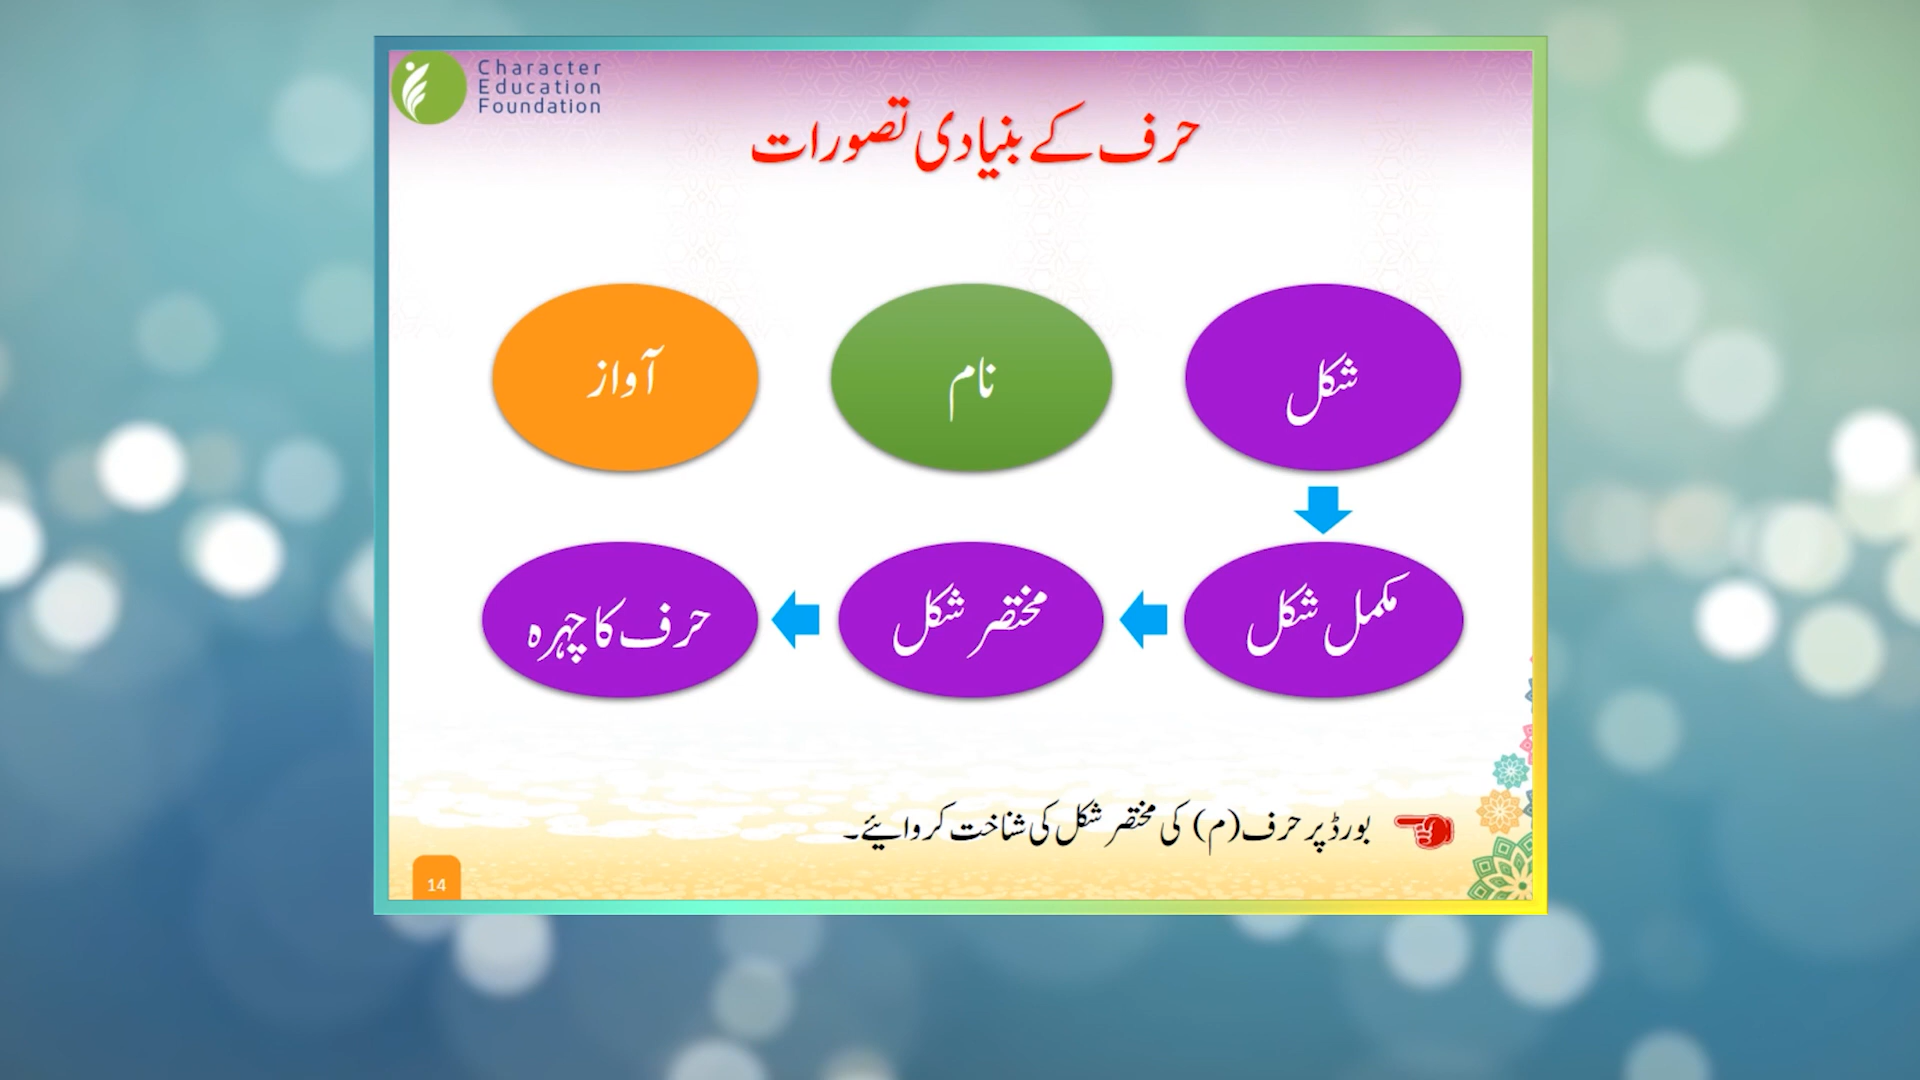 Character
Education
Foundation
حرف کے بنیادی تصورات
شکل
نام
آواز
مکمل شکل
مختصر شکل
حرف کا چہرہ
بورڈ پر حرف (م) کی مختصر شکل کی شناخت کروائیے۔
14